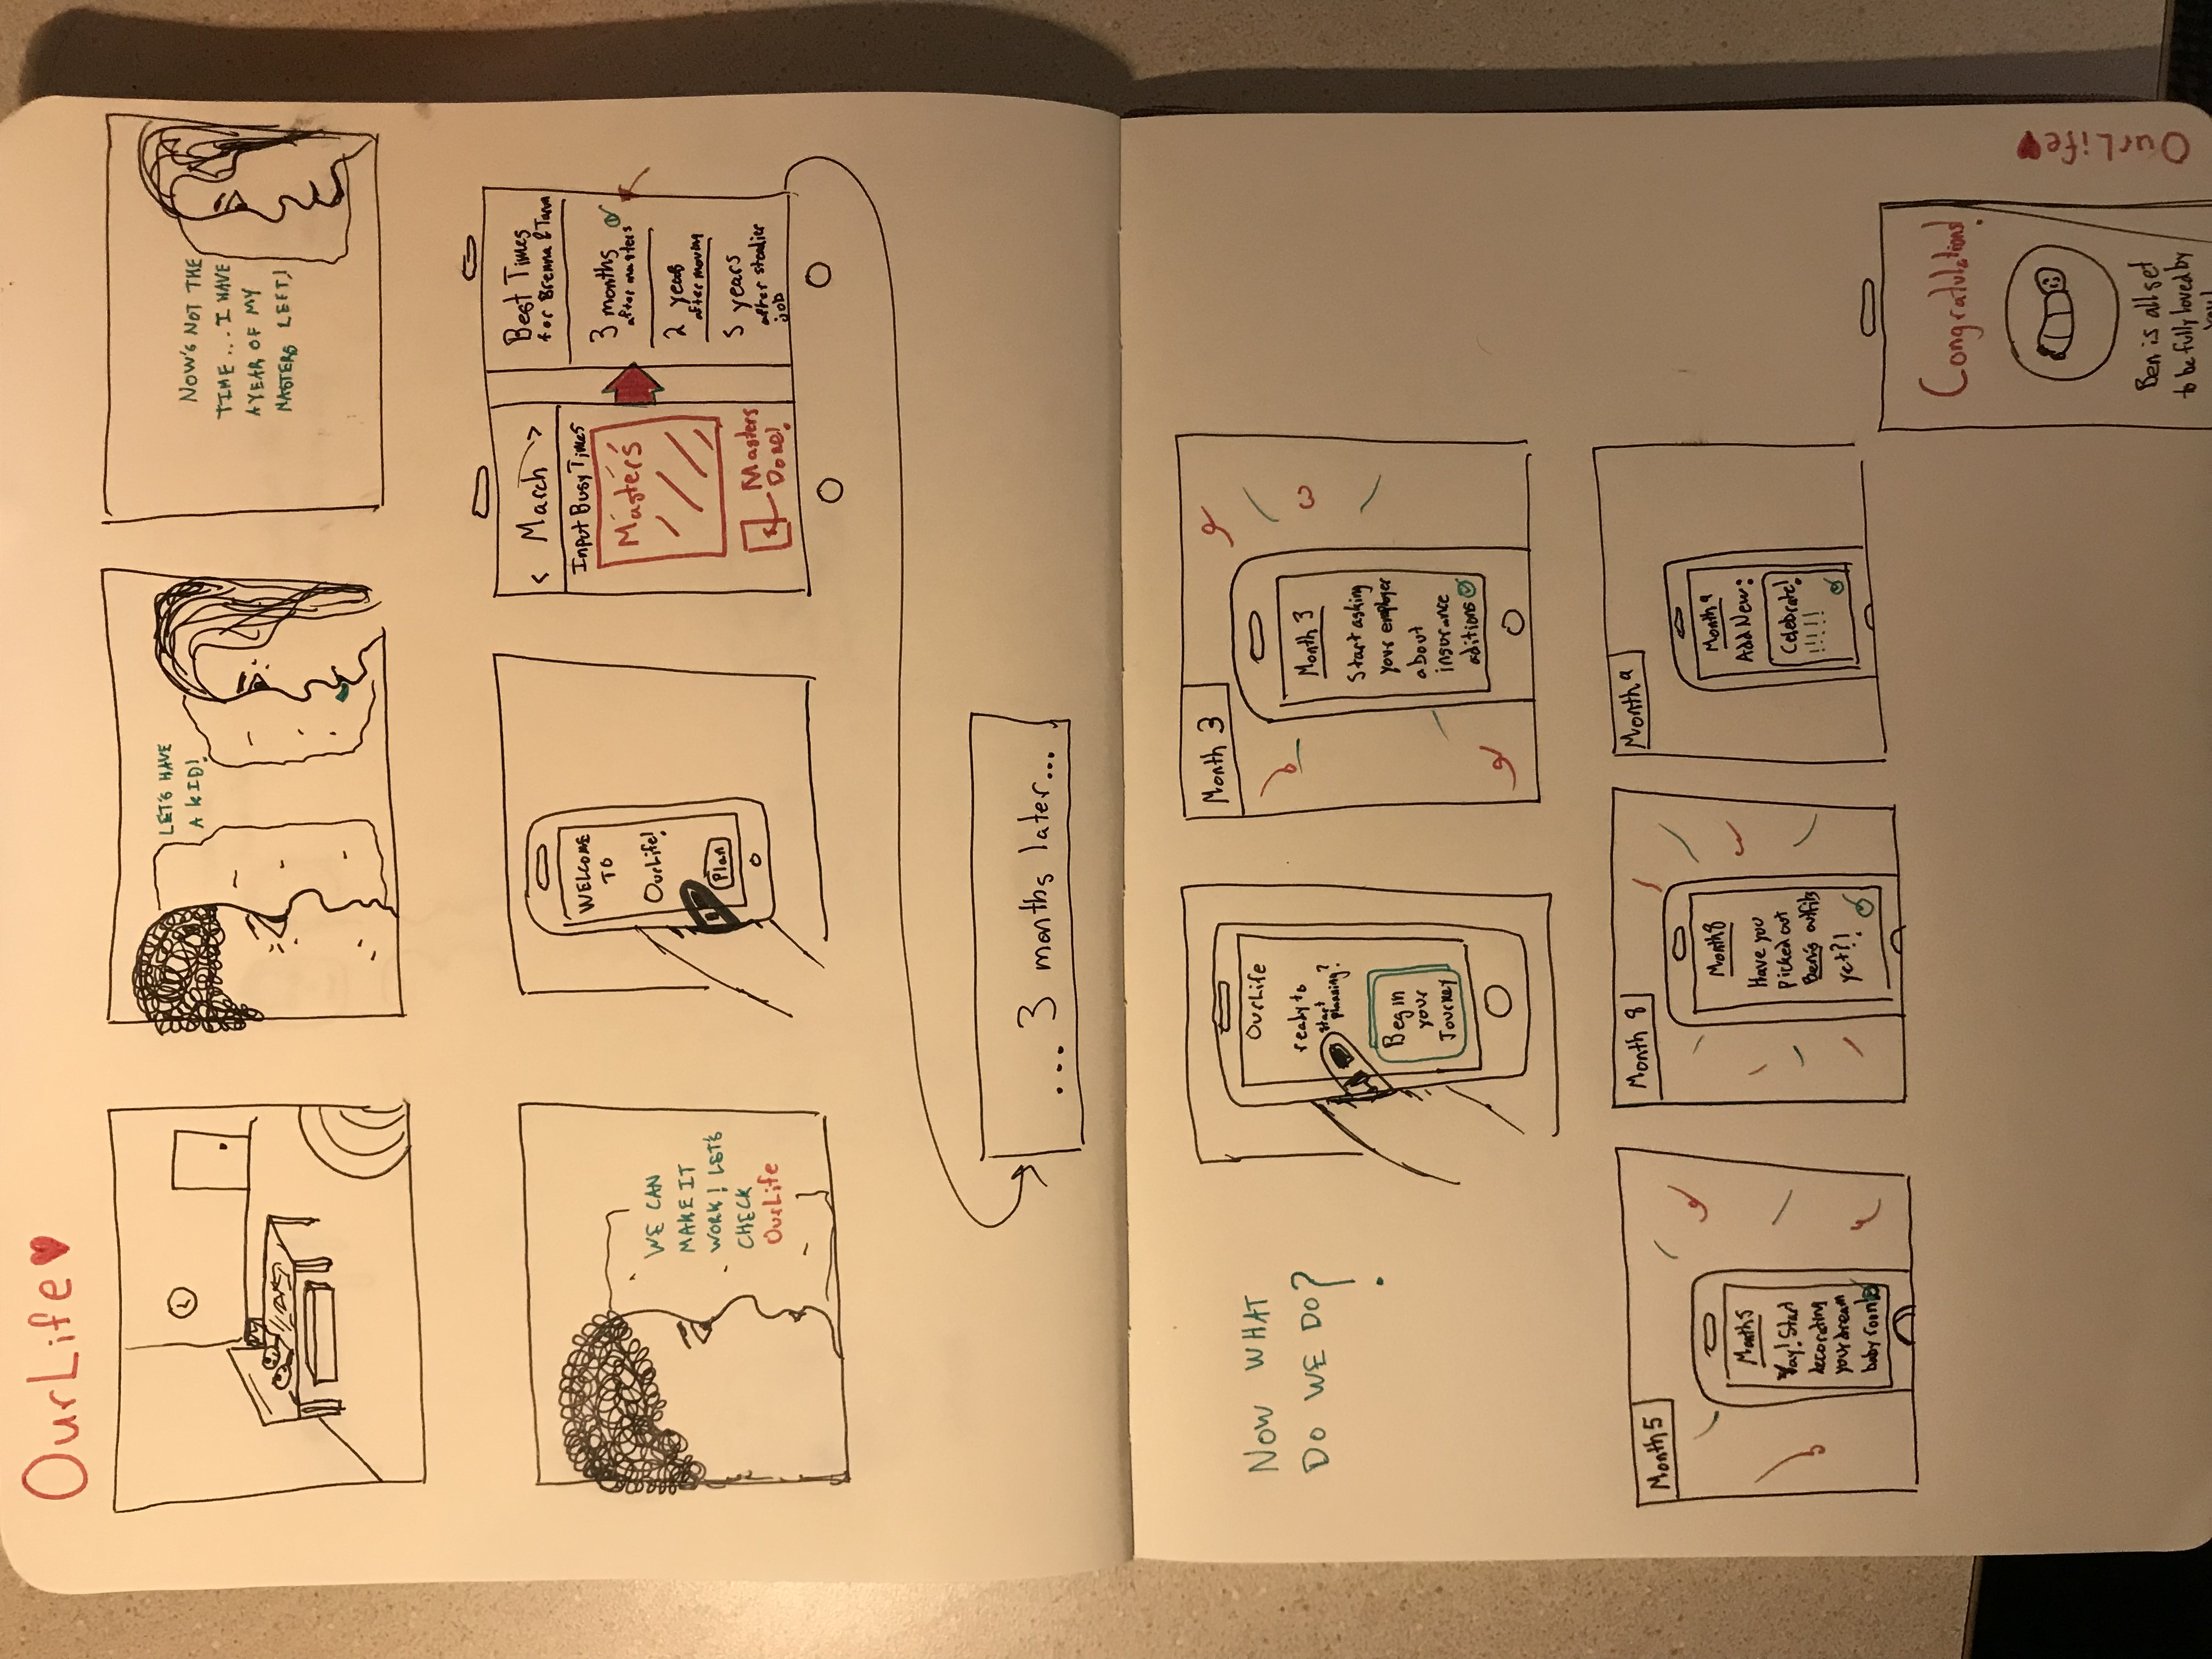 OurLife♥
LET'S HAVE
A KID!
NOW'S NOT THE
TIME... I HAVE
A YEAR OF MY
MASTERS LEFT!
WE CAN
MAKE IT
WORK! LET'S
CHECK
OurLife
WELCOME
TO
OurLife!
Plan
< March >
Input Busy Times
Masters
Masters
Done!
Best Times
for Brenna &
3 months
after masters
2 years
after moving
5 years
after steadier
job
... 3 months later...
NOW WHAT
DO WE DO?
OurLife
ready to
start
planning?
Begin
your
Journey
Month 3
Month 3
Start asking
your employer
about
insurance
aditions
Month 5
Month 5
Yay! Start
decorating
your dream
baby room!
Month 8
Month 8
Have you
picked out
Ben's outfits
yet?!
Month 9
Month 9
Add New:
Celebrate!
!!!!!
Congratulations!
Ben is all set
to be fully loved by
you!
OurLife♥